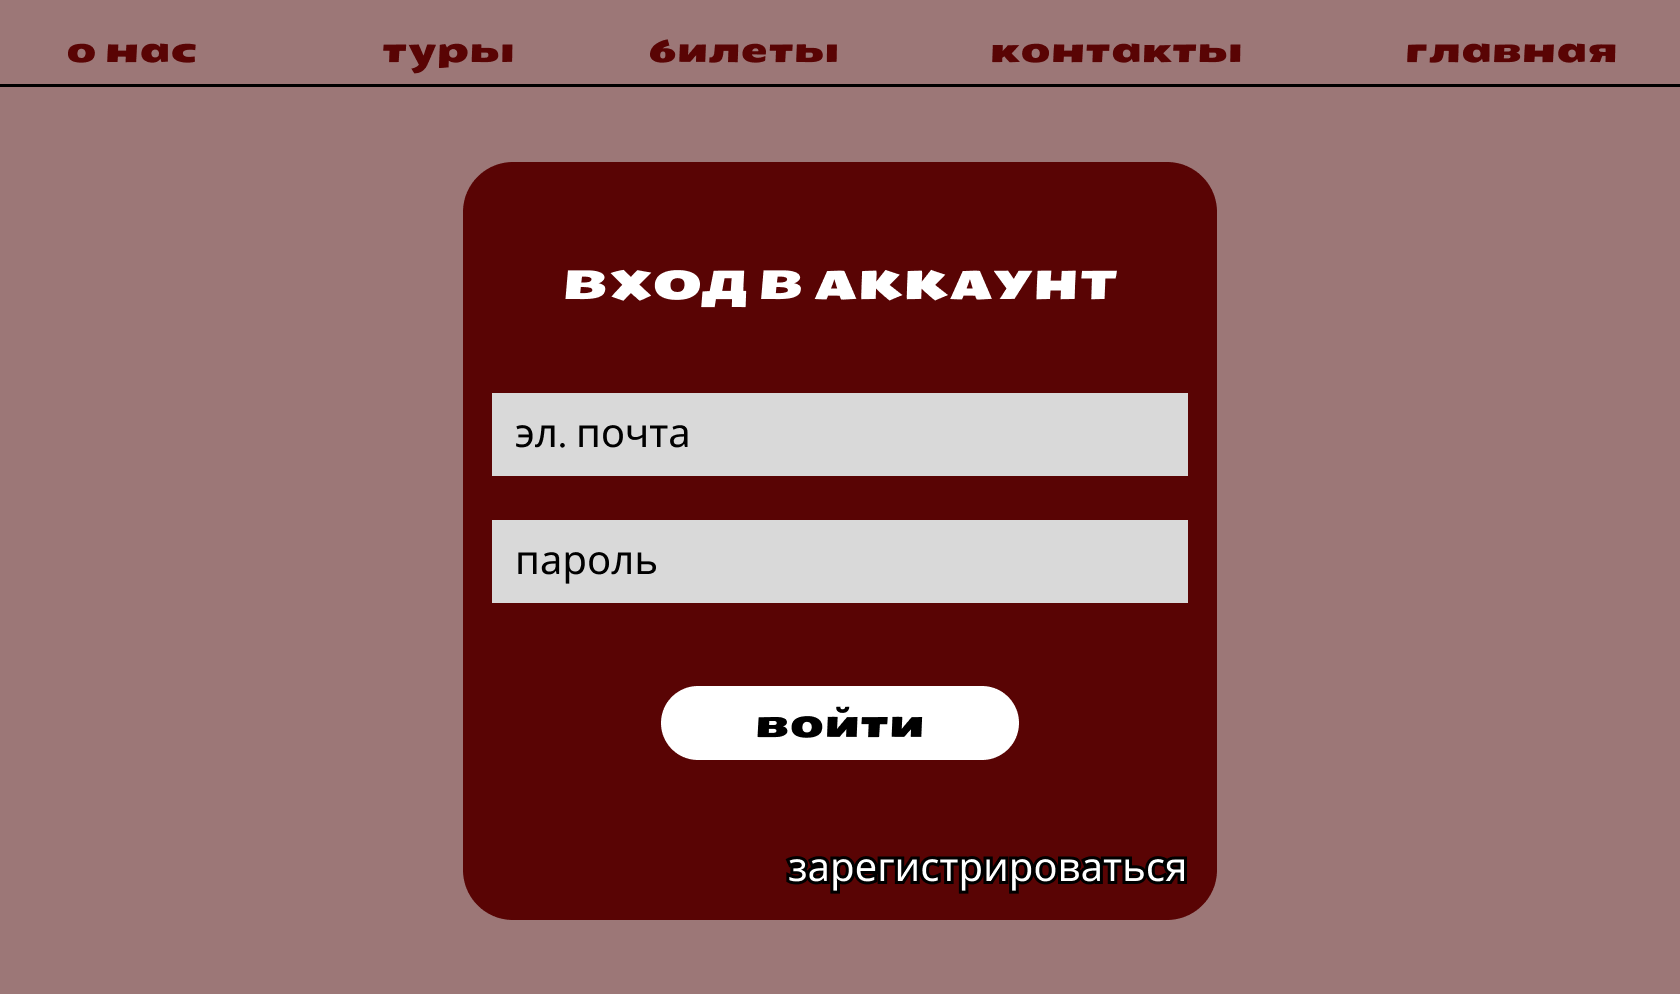 о нас туры билеты контакты главная
ВХОД В АККАУНТ
эл. почта
пароль
войти
зарегистрироваться